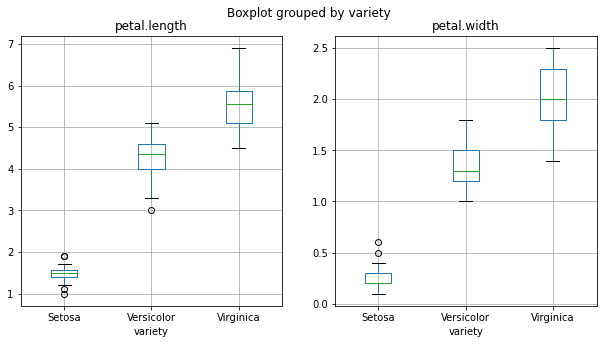 Boxplot grouped by variety
petal.length
7
6
5
4
3
2
1
Setosa Versicolor Virginica
variety
petal.width
2.5
2.0
1.5
1.0
0.5
0.0
Setosa Versicolor Virginica
variety